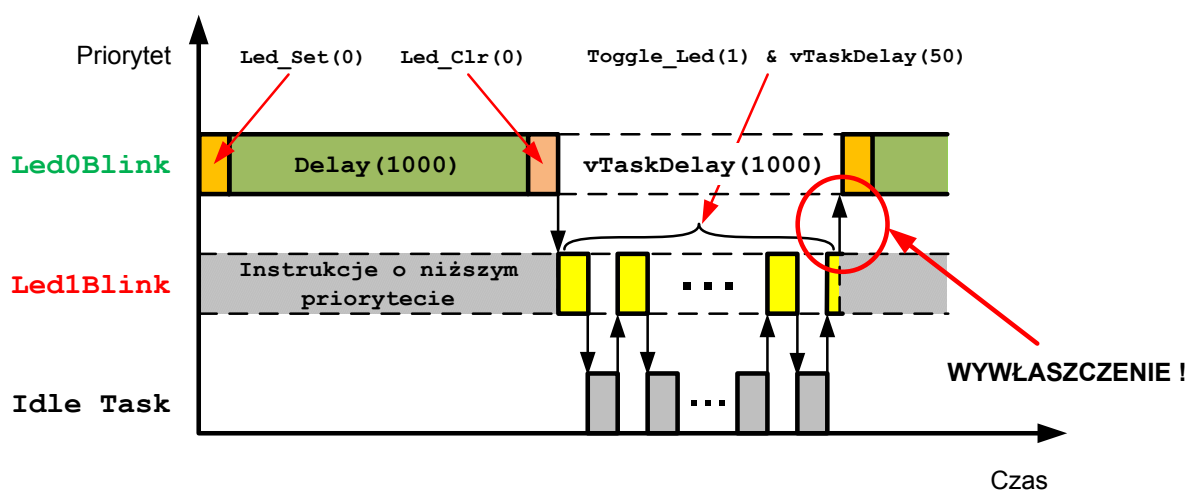 Priorytet
Led_Set(0)
Led_Clr(0)
Toggle_Led(1) & vTaskDelay(50)
Led0Blink
Delay(1000)
vTaskDelay(1000)
Led1Blink
Instrukcje o niższym
priorytecie
...
WYWŁASZCZENIE !
Idle Task
...
Czas